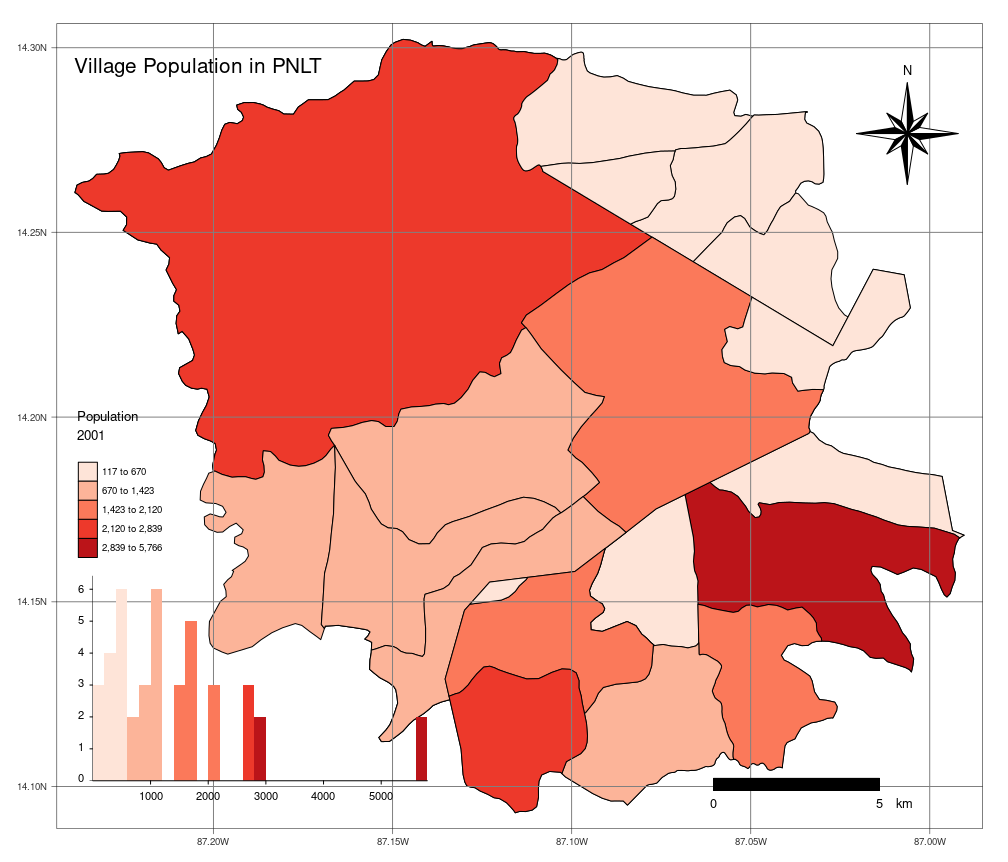 14.30N
Village Population in PNLT
N
14.25N
14.20N
Population
2001
117 to 670
670 to 1,423
1,423 to 2,120
2,120 to 2,839
2,839 to 5,766
6
14.15N
5
4
3
2
1
0
14.10N
1000 2000 3000 4000 5000
0 5 km
87.20W 87.15W 87.10W 87.05W 87.00W